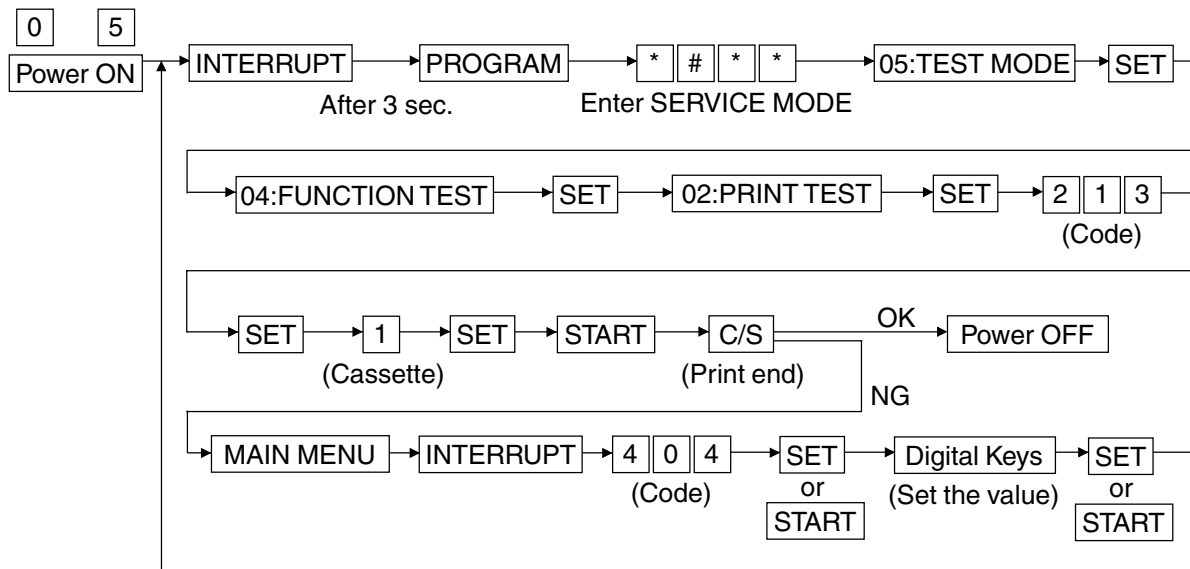 0 5
Power ON INTERRUPT PROGRAM * # * * 05:TEST MODE SET
After 3 sec. Enter SERVICE MODE
04:FUNCTION TEST SET 02:PRINT TEST SET 2 1 3
(Code)
SET 1 SET START C/S OK Power OFF
(Cassette) (Print end)
NG
MAIN MENU INTERRUPT 4 0 4 SET Digital Keys SET
(Code) or (Set the value) or
START START